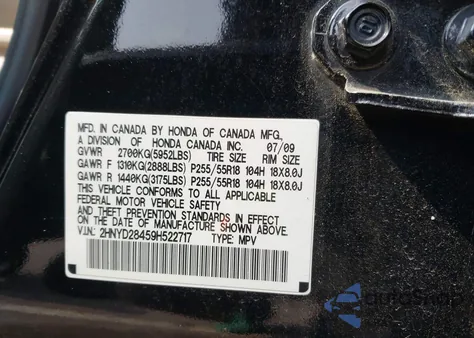 MFD. IN CANADA BY HONDA OF CANADA MFG.,
A DIVISION OF HONDA CANADA INC. 07/09
GVWR 2700KG(5952LBS) TIRE SIZE RIM SIZE
GAWR F 1310KG(2888LBS) P255/55R18 104H 18X8.0J
GAWR R 1440KG(3175LBS) P255/55R18 104H 18X8.0J
THIS VEHICLE CONFORMS TO ALL APPLICABLE
FEDERAL MOTOR VEHICLE SAFETY
AND THEFT PREVENTION STANDARDS IN EFFECT
ON THE DATE OF MANUFACTURE SHOWN ABOVE.
V.I.N.: 2HNYD28459H522717 TYPE: MPV
autoSnap